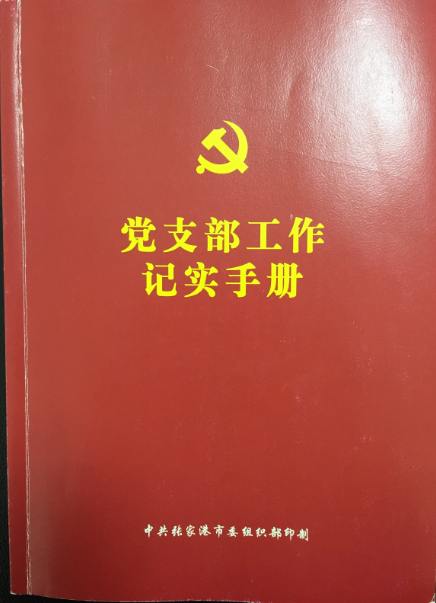 党支部工作
记实手册
中共张家港市委组织部印制